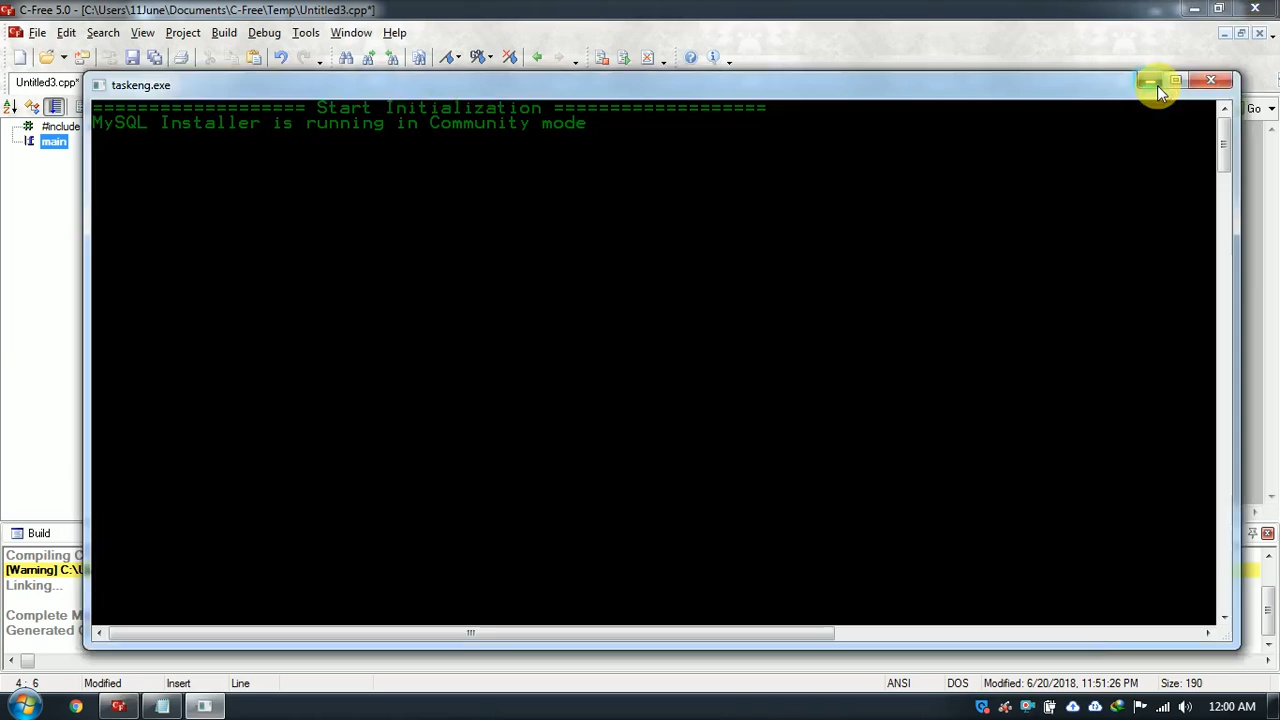 C-Free 5.0 - [C:\Users\11June\Documents\C-Free\Temp\Untitled3.cpp*]
File Edit Search View Project Build Debug Tools Window Help
Untitled3.cpp*
taskeng.exe
=================== Start Initialization ===================
MySQL Installer is running in Community mode
Go
#include
main
Build
Compiling C
[Warning] C:\U
Linking...
Complete M
Generated
4 : 6 Modified Insert Line ANSI DOS Modified: 6/20/2018, 11:51:26 PM Size: 190
12:00 AM